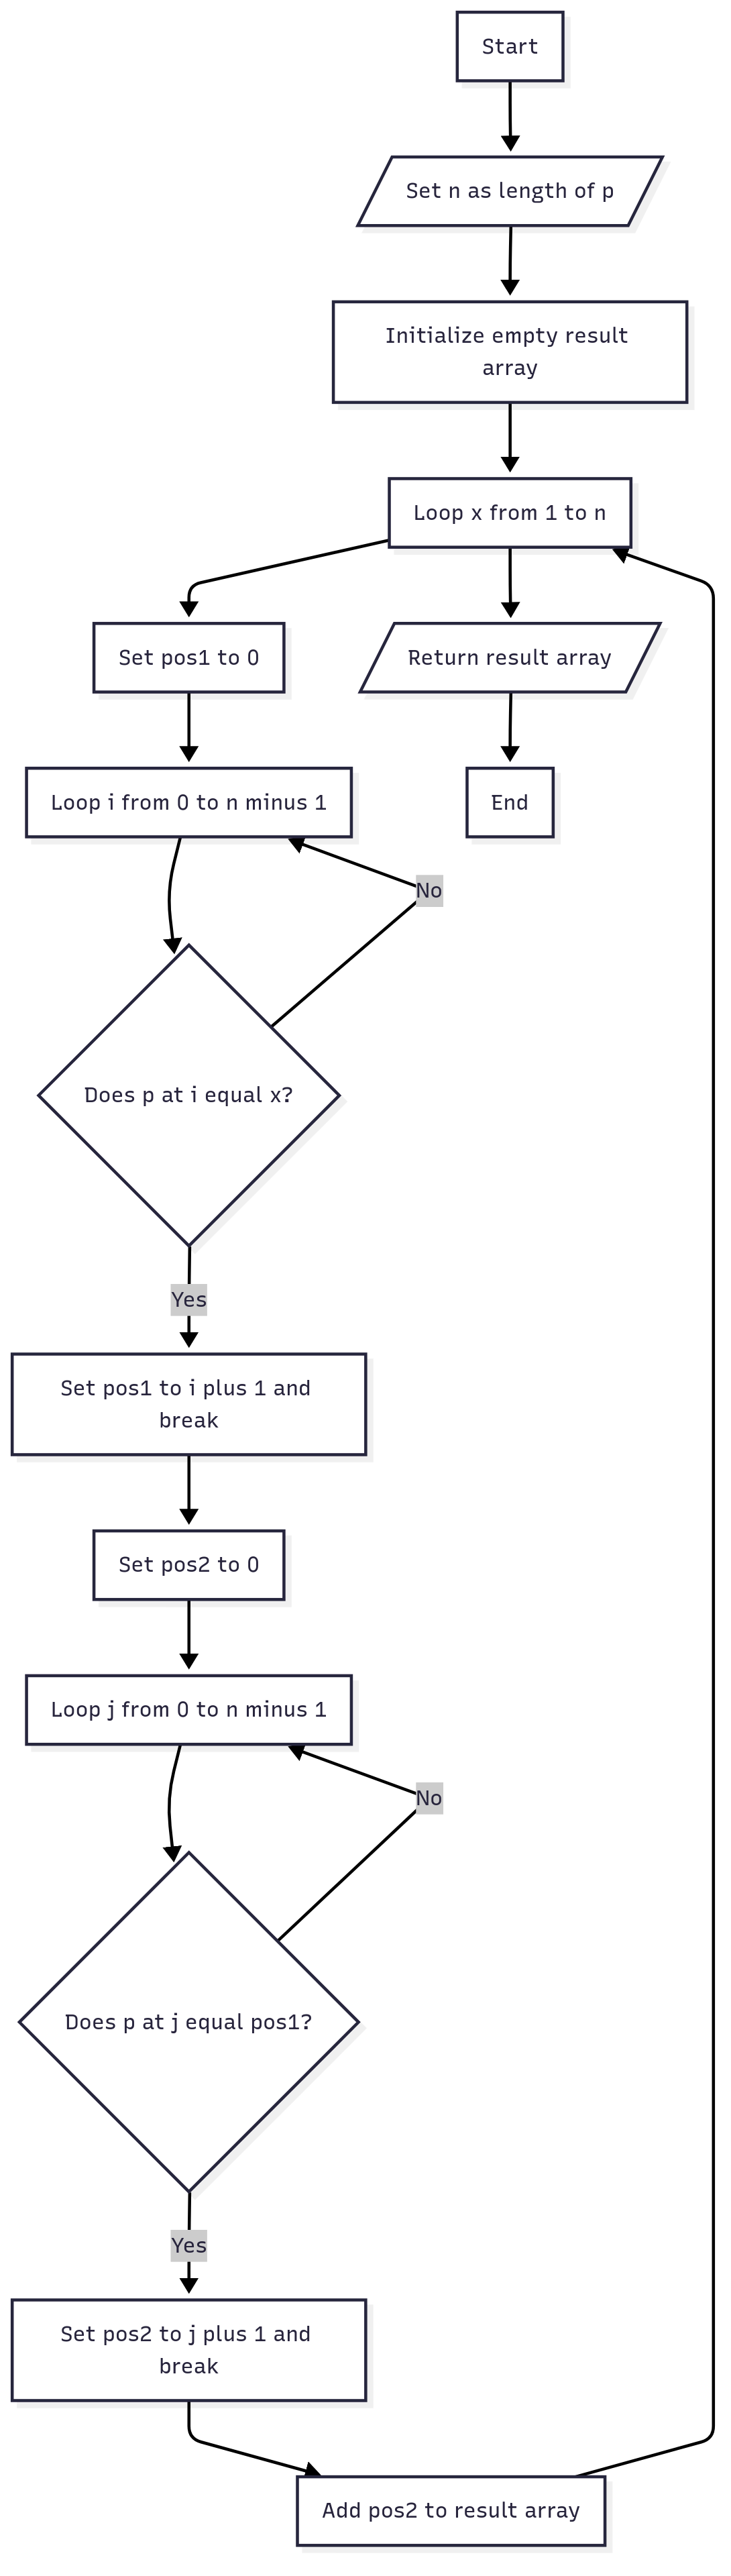 Start
Set n as length of p
Initialize empty result
array
Loop x from 1 to n
Set pos1 to 0
Return result array
Loop i from 0 to n minus 1
End
No
Does p at i equal x?
Yes
Set pos1 to i plus 1 and
break
Set pos2 to 0
Loop j from 0 to n minus 1
No
Does p at j equal pos1?
Yes
Set pos2 to j plus 1 and
break
Add pos2 to result array